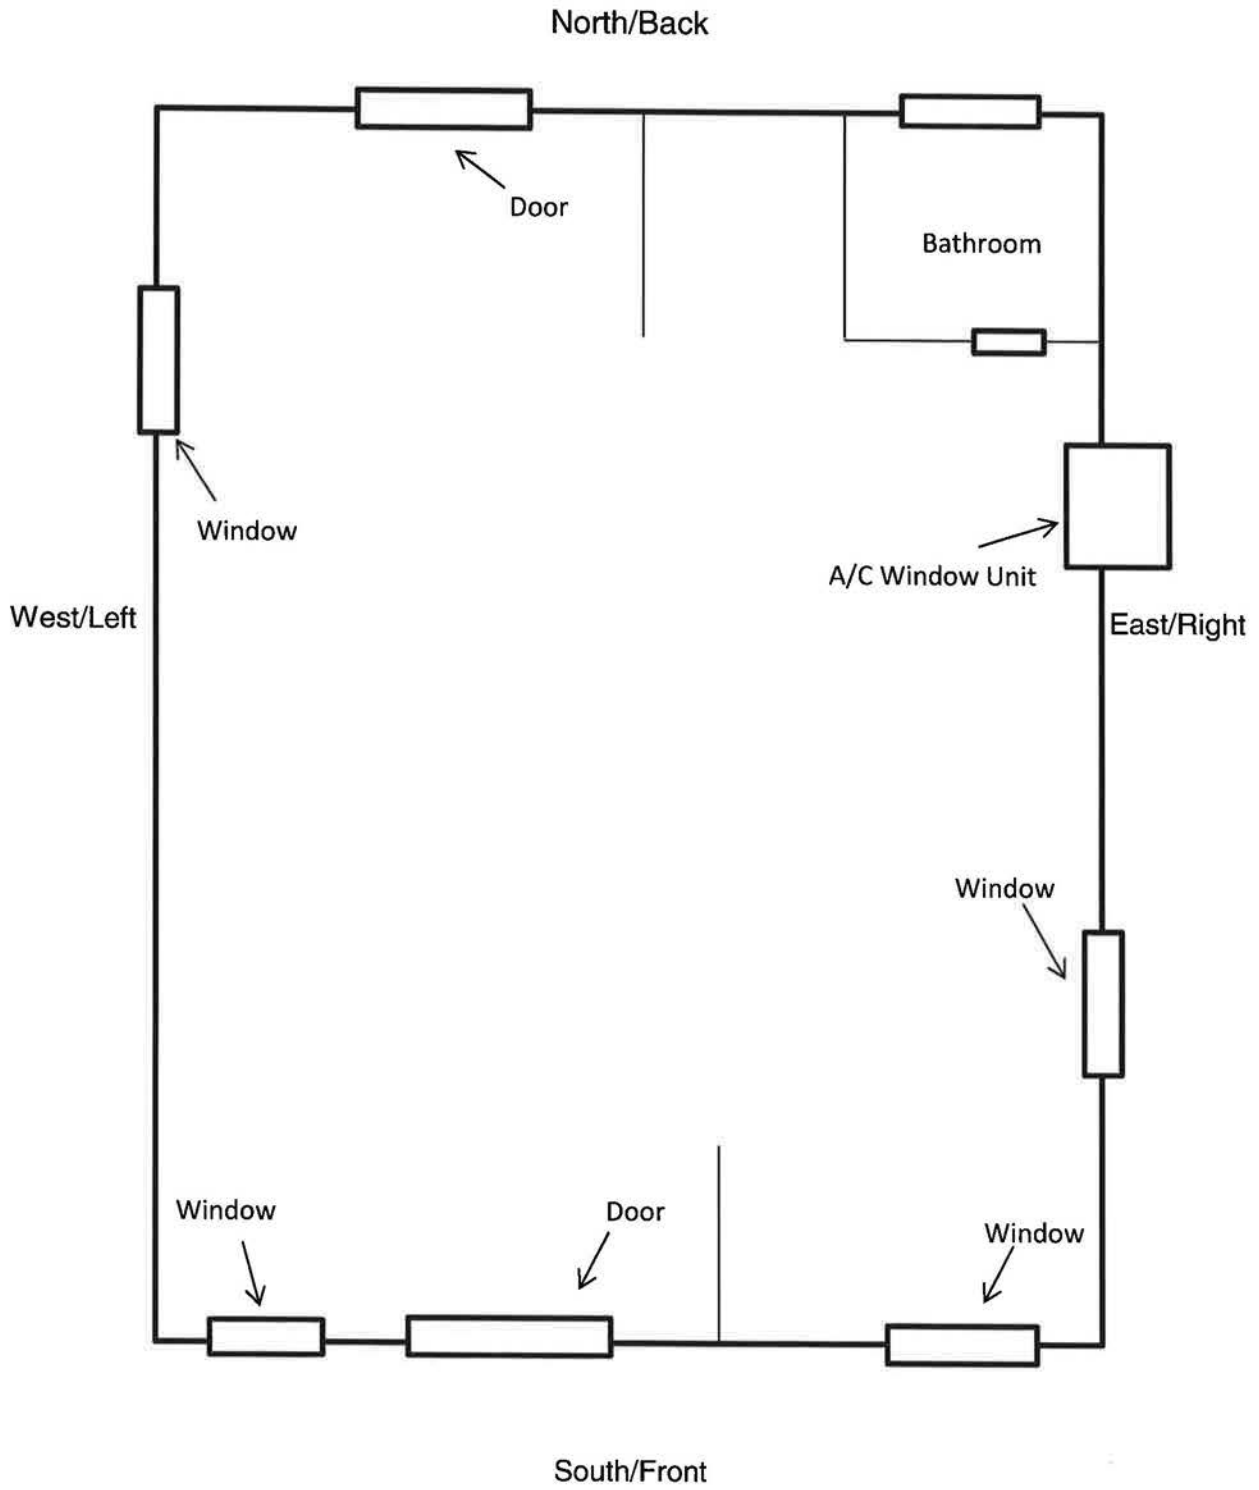 North/Back
Door
Bathroom
Window
A/C Window Unit
West/Left
East/Right
Window
Window
Door
Window
South/Front